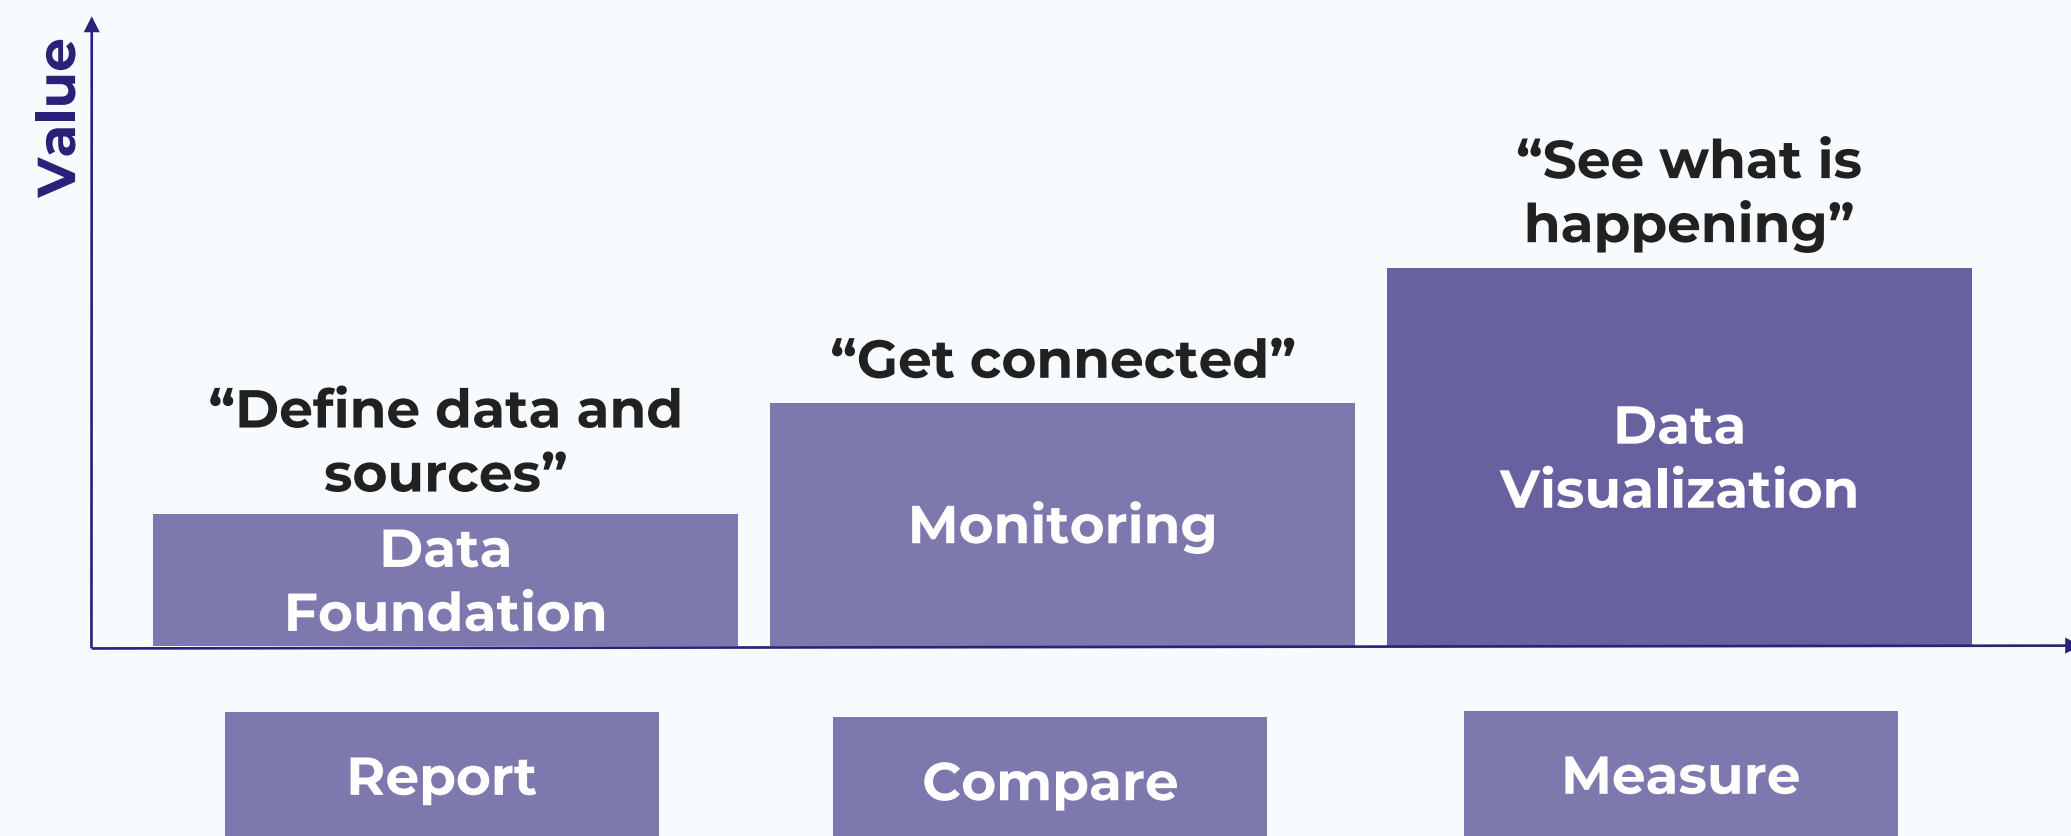 Value
“See what is
happening”
“Get connected”
“Define data and
sources”
Data
Foundation
Monitoring
Data
Visualization
Report
Compare
Measure